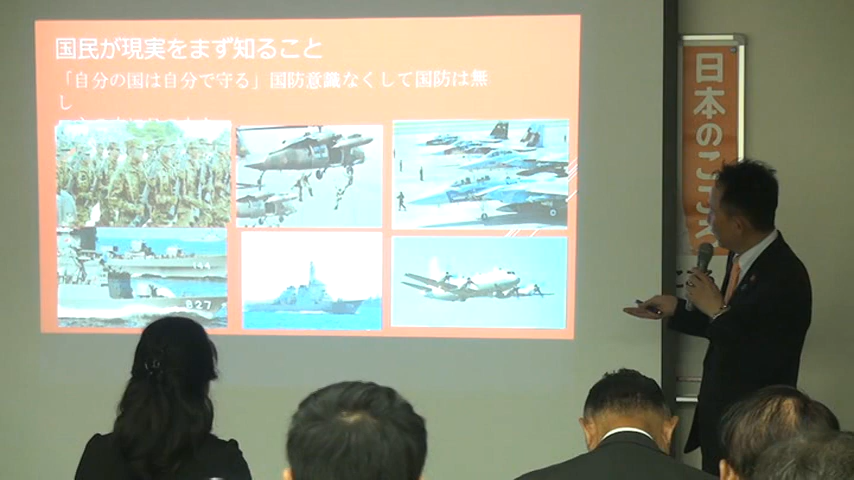 国民が現実をまず知ること
「自分の国は自分で守る」国防意識なくして国防は無
し
827
日本のこころ